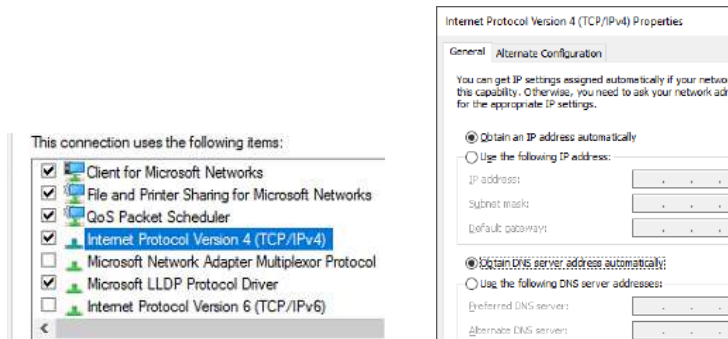 This connection uses the following items:
Client for Microsoft Networks
File and Printer Sharing for Microsoft Networks
QoS Packet Scheduler
Internet Protocol Version 4 (TCP/IPv4)
Microsoft Network Adapter Multiplexor Protocol
Microsoft LLDP Protocol Driver
Internet Protocol Version 6 (TCP/IPv6)
Internet Protocol Version 4 (TCP/IPv4) Properties
General Alternate Configuration
You can get IP settings assigned automatically if your
this capability. Otherwise, you need to ask your network
for the appropriate IP settings.
Obtain an IP address automatically
Use the following IP address:
IP address:
Subnet mask:
Default gateway:
Obtain DNS server address automatically
Use the following DNS server addresses:
Preferred DNS server:
Alternate DNS server: